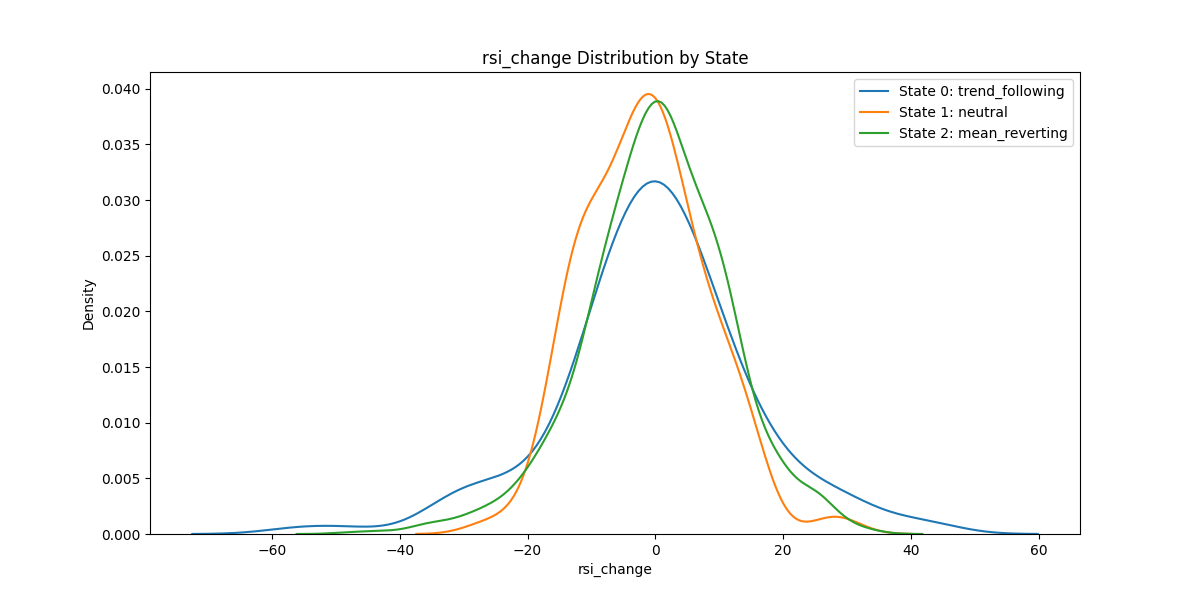 rsi_change Distribution by State
State 0: trend_following
State 1: neutral
State 2: mean_reverting
Density
0.040
0.035
0.030
0.025
0.020
0.015
0.010
0.005
0.000
−60 −40 −20 0 20 40 60
rsi_change